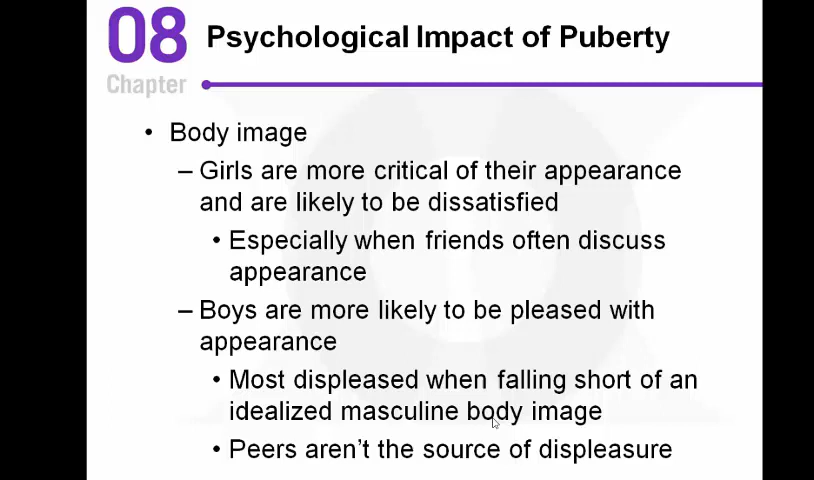 08 Psychological Impact of Puberty
Chapter
• Body image
– Girls are more critical of their appearance
and are likely to be dissatisfied
• Especially when friends often discuss
appearance
– Boys are more likely to be pleased with
appearance
• Most displeased when falling short of an
idealized masculine body image
• Peers aren’t the source of displeasure